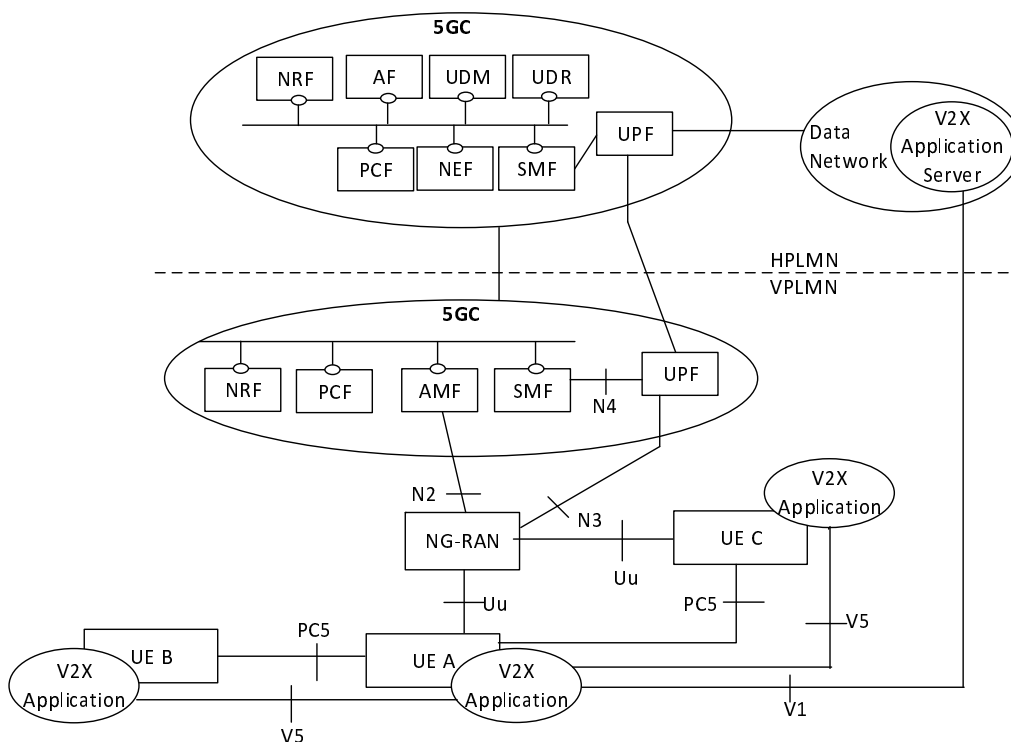 5GC
NRF
AF
UDM
UDR
PCF
NEF
SMF
UPF
Data
Network
V2X
Application
Server
HPLMN
VPLMN
5GC
NRF
PCF
AMF
SMF
N4
UPF
N2
N3
NG-RAN
Uu
UE C
V2X
Application
Uu
PC5
V5
UE B
V2X
Application
PC5
UE A
V2X
Application
V5
V1